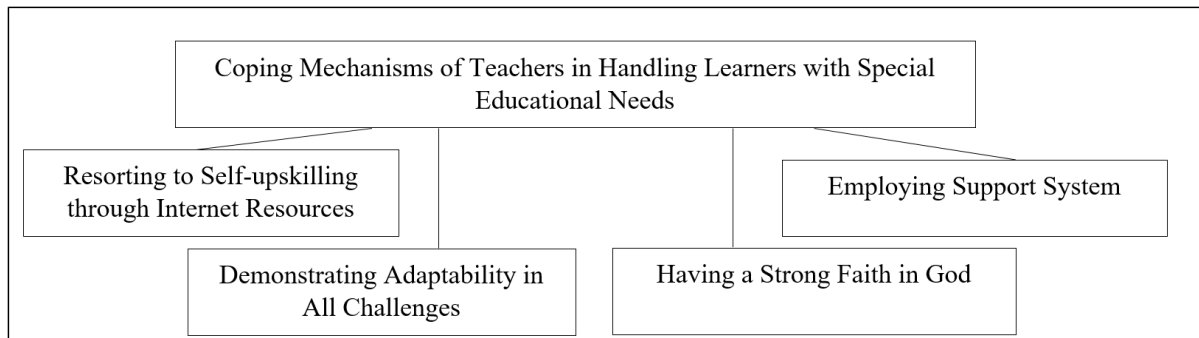 Coping Mechanisms of Teachers in Handling Learners with Special
Educational Needs
Resorting to Self-upskilling
through Internet Resources
Employing Support System
Demonstrating Adaptability in
All Challenges
Having a Strong Faith in God